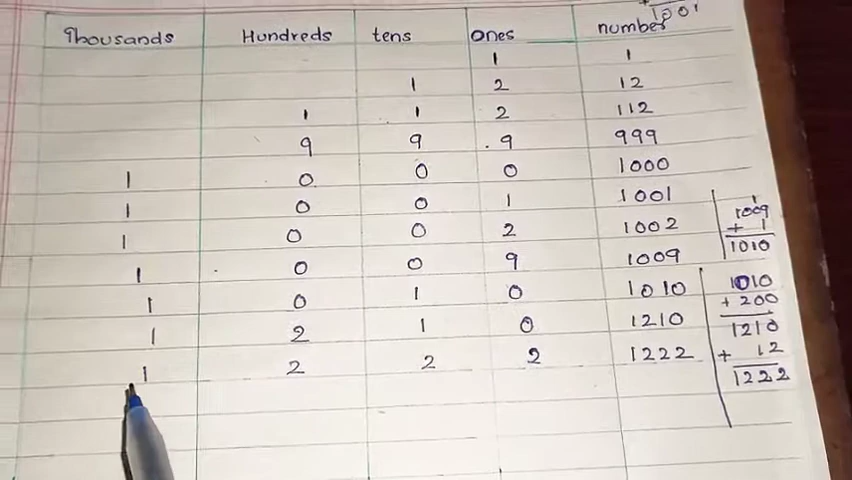 + 1001
Thousands Hundreds tens ones number
1 1
1 2 12
1 1 2 112
9 9 9 999
1 0 0 0 1000
1 0 0 1 1001
1 0 0 2 1002
1 0 0 9 1009
1 0 1 0 1010
1 2 1 0 1210
1 2 2 2 1222
1
1009
+ 1
1010
1010
+ 200
1210
+ 12
1222